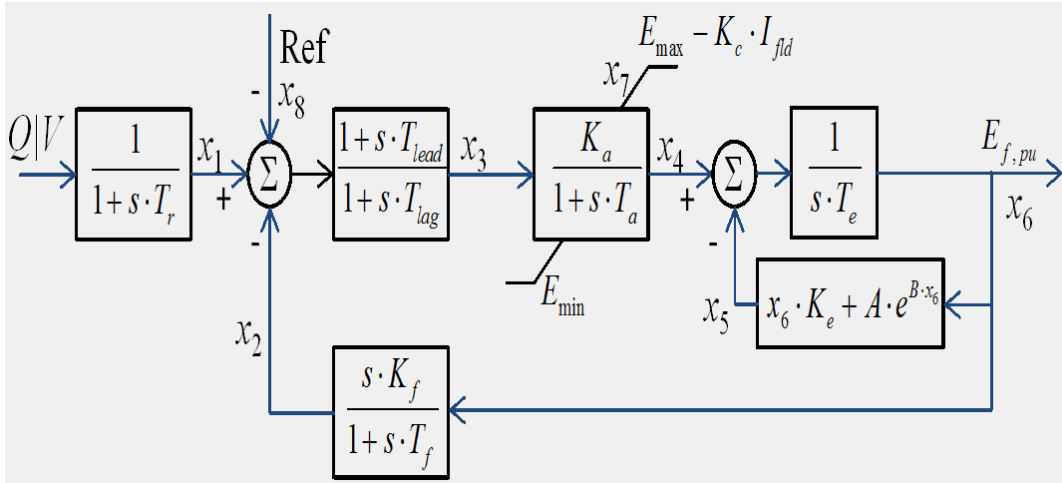 E_max − K_c · I_fld
Ref
- x_8
x_7
Q|V
1 / (1 + s · T_r)
x_1
+
Σ
-
(1 + s · T_lead) / (1 + s · T_lag)
x_3
K_a / (1 + s · T_a)
x_4
+
Σ
-
1 / (s · T_e)
E_f,pu
x_6
E_min
x_5
x_6 · K_e + A · e^(B·x_6)
x_2
(s · K_f) / (1 + s · T_f)